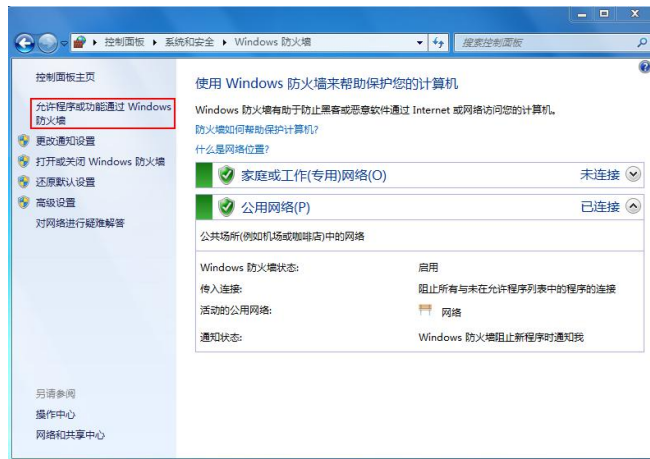 控制面板 ▸ 系统和安全 ▸ Windows 防火墙
搜索控制面板
控制面板主页
允许程序或功能通过 Windows
防火墙
更改通知设置
打开或关闭 Windows 防火墙
还原默认设置
高级设置
对网络进行疑难解答
另请参阅
操作中心
网络和共享中心
使用 Windows 防火墙来帮助保护您的计算机
Windows 防火墙有助于防止黑客或恶意软件通过 Internet 或网络访问您的计算机。
防火墙如何帮助保护计算机?
什么是网络位置?
家庭或工作(专用)网络(O) 未连接
公用网络(P) 已连接
公共场所(例如机场或咖啡店)中的网络
Windows 防火墙状态: 启用
传入连接: 阻止所有与未在允许程序列表中的程序的连接
活动的公用网络: 网络
通知状态: Windows 防火墙阻止新程序时通知我